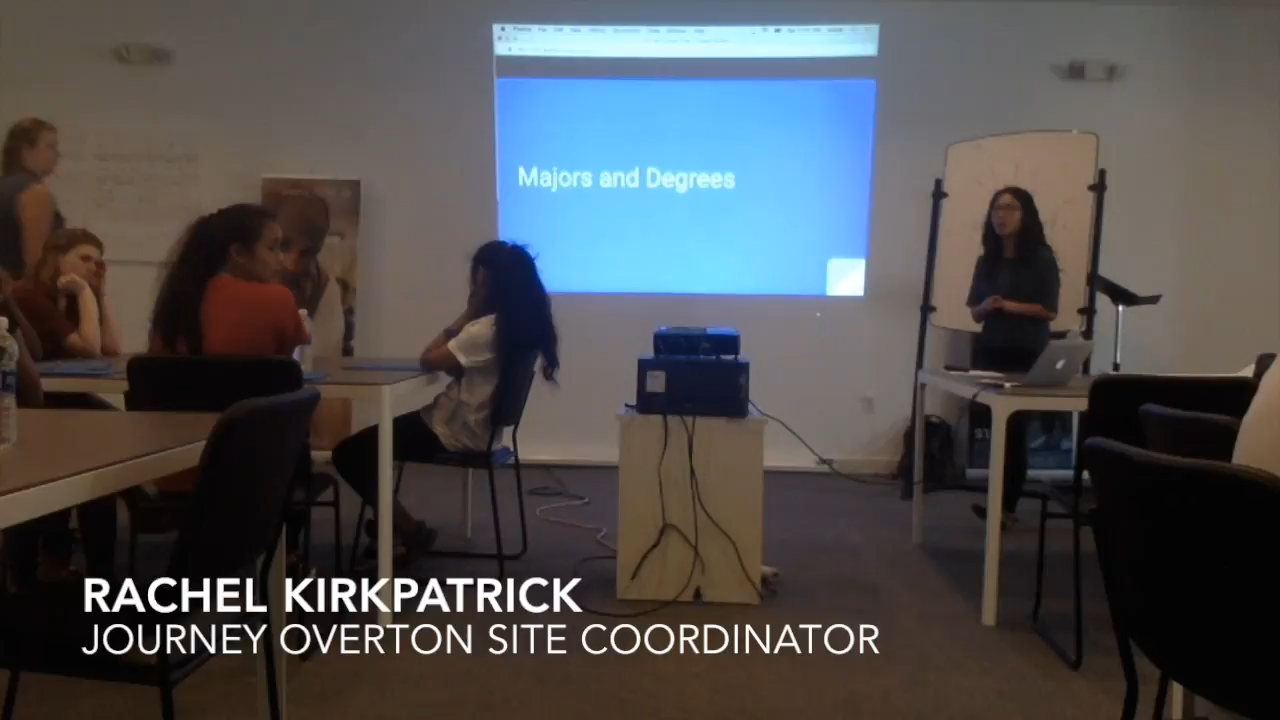 Majors and Degrees
RACHEL KIRKPATRICK
JOURNEY OVERTON SITE COORDINATOR